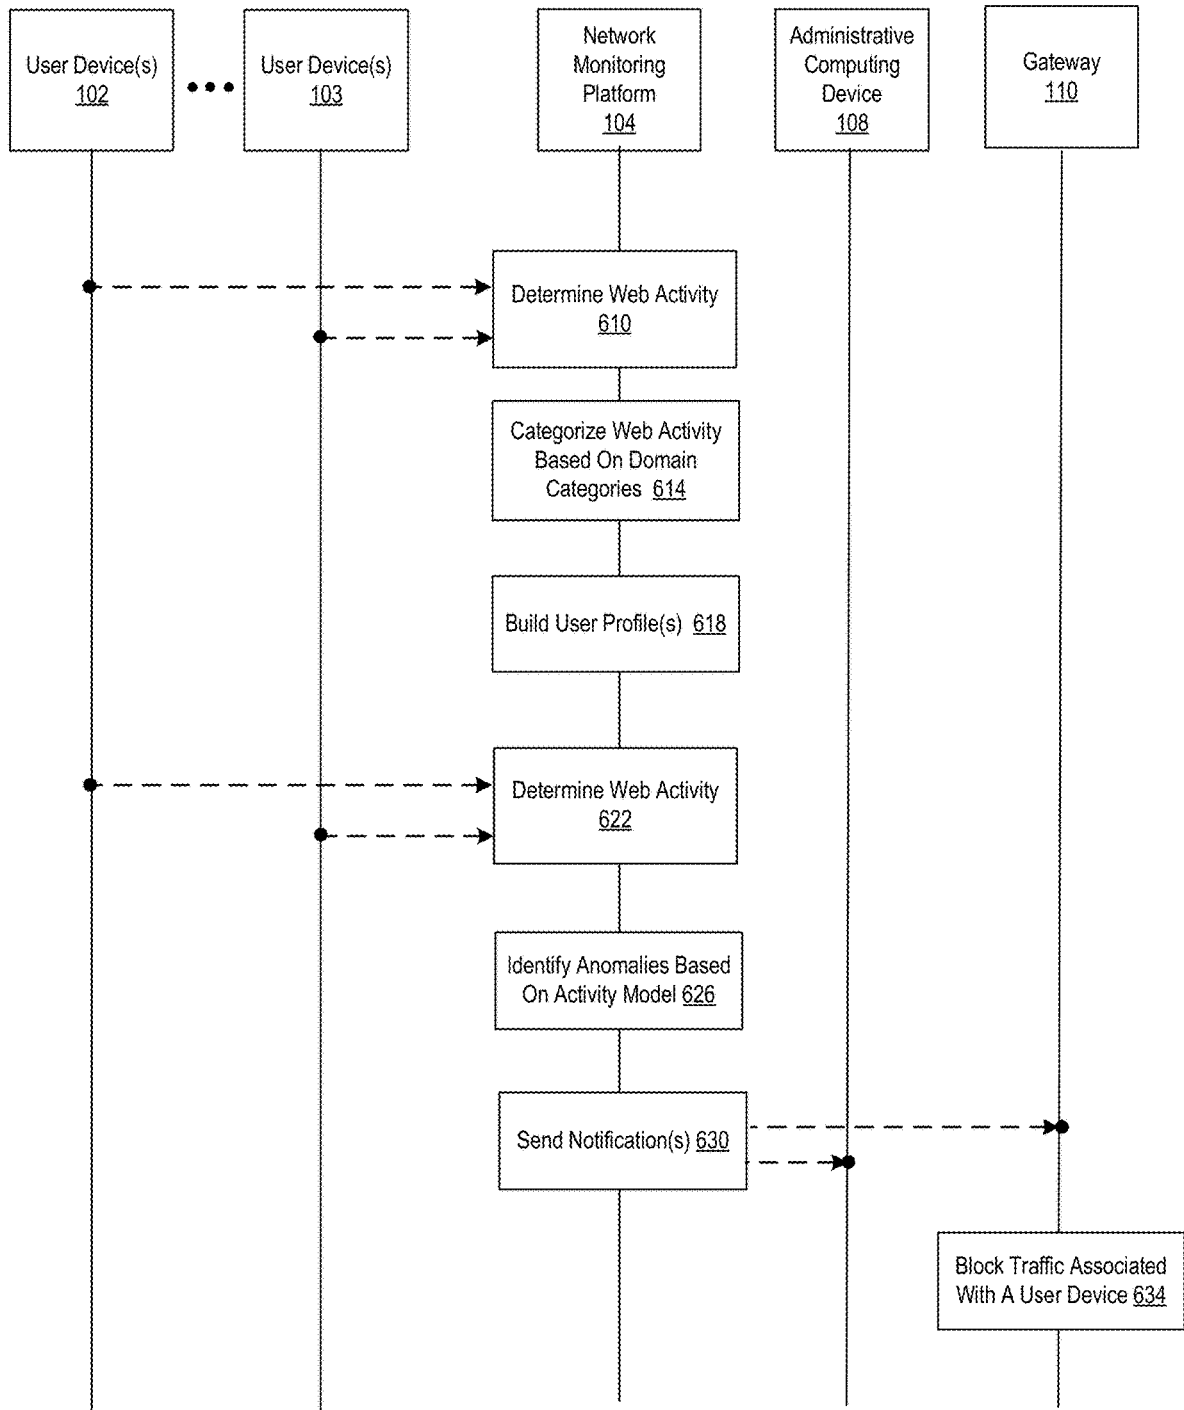 User Device(s)
102
User Device(s)
103
Network
Monitoring
Platform
104
Administrative
Computing
Device
108
Gateway
110
Determine Web Activity
610
Categorize Web Activity
Based On Domain
Categories 614
Build User Profile(s) 618
Determine Web Activity
622
Identify Anomalies Based
On Activity Model 626
Send Notification(s) 630
Block Traffic Associated
With A User Device 634